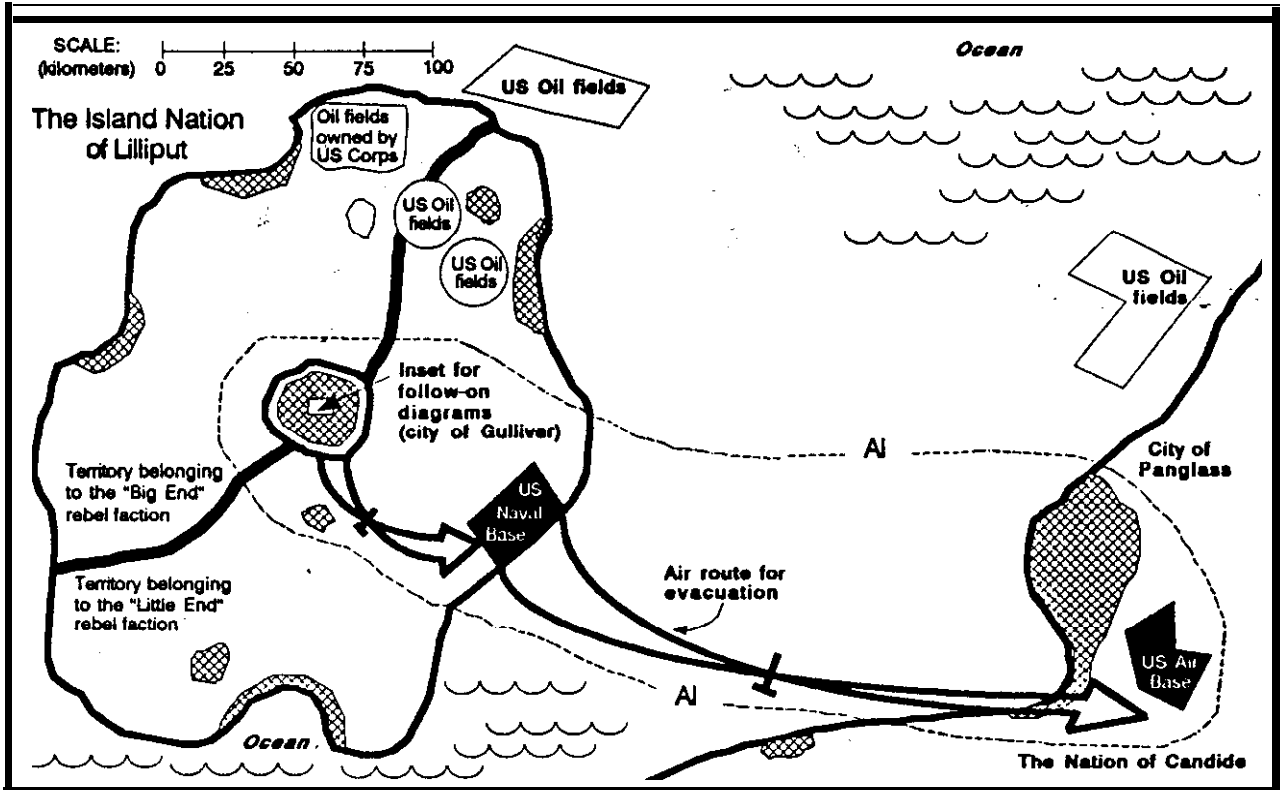 SCALE:
(kilometers) 0 25 50 75 100
The Island Nation
of Lilliput
Ocean
US Oil fields
Oil fields
owned by
US Corps
US Oil
fields
US Oil
fields
US Oil
fields
Inset for
follow-on
diagrams
(city of Gulliver)
AI
City of
Panglass
Territory belonging
to the "Big End"
rebel faction
US
Naval
Base
Territory belonging
to the "Little End"
rebel faction
Air route for
evacuation
US Air
Base
AI
Ocean
The Nation of Candide